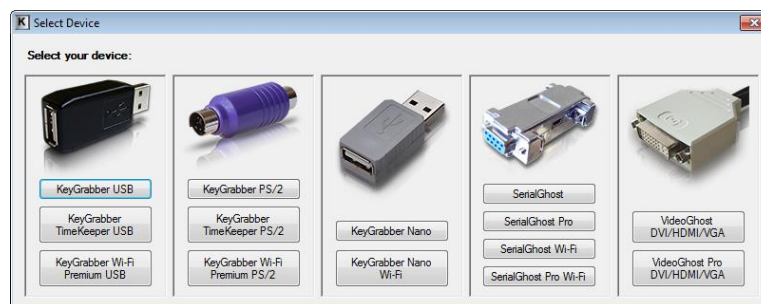 K Select Device
Select your device:
KeyGrabber USB
KeyGrabber
TimeKeeper USB
KeyGrabber Wi-Fi
Premium USB
KeyGrabber PS/2
KeyGrabber
TimeKeeper PS/2
KeyGrabber Wi-Fi
Premium PS/2
KeyGrabber Nano
KeyGrabber Nano
Wi-Fi
SerialGhost
SerialGhost Pro
SerialGhost Wi-Fi
SerialGhost Pro Wi-Fi
VideoGhost
DVI/HDMI/VGA
VideoGhost Pro
DVI/HDMI/VGA